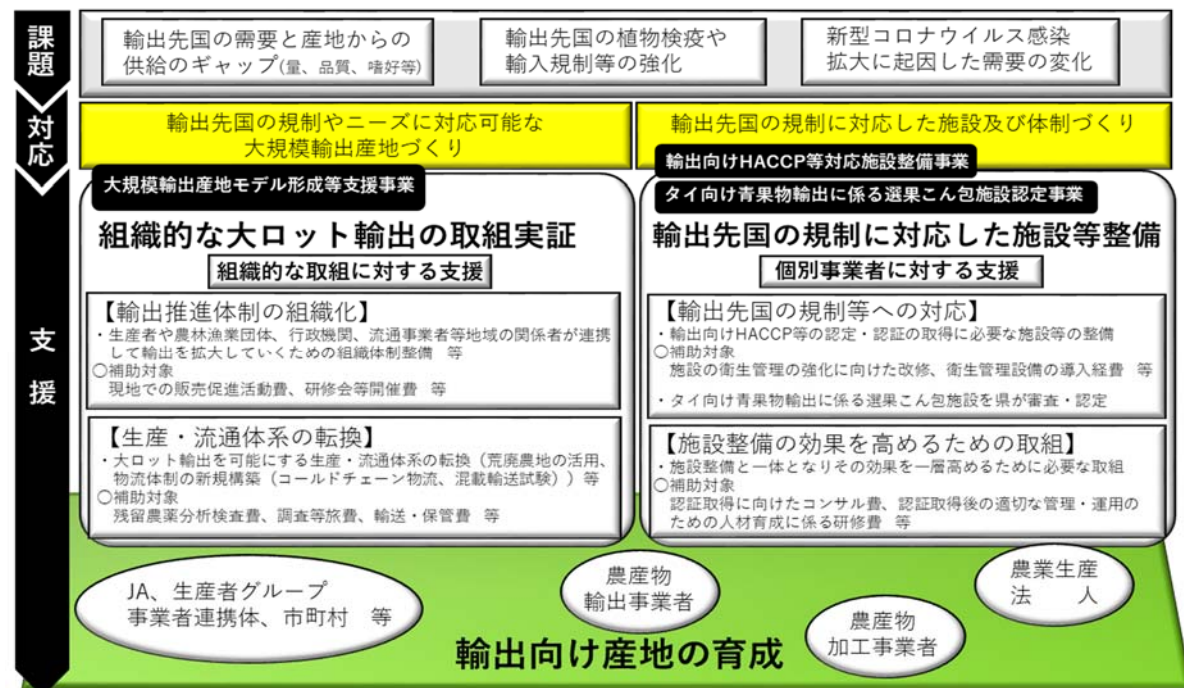 課題
輸出先国の需要と産地からの
供給のギャップ(量、品質、嗜好等)
輸出先国の植物検疫や
輸入規制等の強化
新型コロナウイルス感染
拡大に起因した需要の変化
対応
輸出先国の規制やニーズに対応可能な
大規模輸出産地づくり
輸出先国の規制に対応した施設及び体制づくり
支援
大規模輸出産地モデル形成等支援事業
組織的な大ロット輸出の取組実証
組織的な取組に対する支援
【輸出推進体制の組織化】
・生産者や農林漁業団体、行政機関、流通事業者等地域の関係者が連携
して輸出を拡大していくための組織体制整備 等
○補助対象
現地での販売促進活動費、研修会等開催費 等
【生産・流通体系の転換】
・大ロット輸出を可能にする生産・流通体系の転換（荒廃農地の活用、
物流体制の新規構築（コールドチェーン物流、混載輸送試験））等
○補助対象
残留農薬分析検査費、調査等旅費、輸送・保管費 等
輸出向けHACCP等対応施設整備事業
タイ向け青果物輸出に係る選果こん包施設認定事業
輸出先国の規制に対応した施設等整備
個別事業者に対する支援
【輸出先国の規制等への対応】
・輸出向けHACCP等の認定・認証の取得に必要な施設等の整備
○補助対象
施設の衛生管理の強化に向けた改修、衛生管理設備の導入経費 等
・タイ向け青果物輸出に係る選果こん包施設を県が審査・認定
【施設整備の効果を高めるための取組】
・施設整備と一体となりその効果を一層高めるために必要な取組
○補助対象
認証取得に向けたコンサル費、認証取得後の適切な管理・運用の
ための人材育成に係る研修費 等
JA、生産者グループ
事業者連携体、市町村 等
農産物
輸出事業者
農産物
加工事業者
農業生産
法 人
輸出向け産地の育成